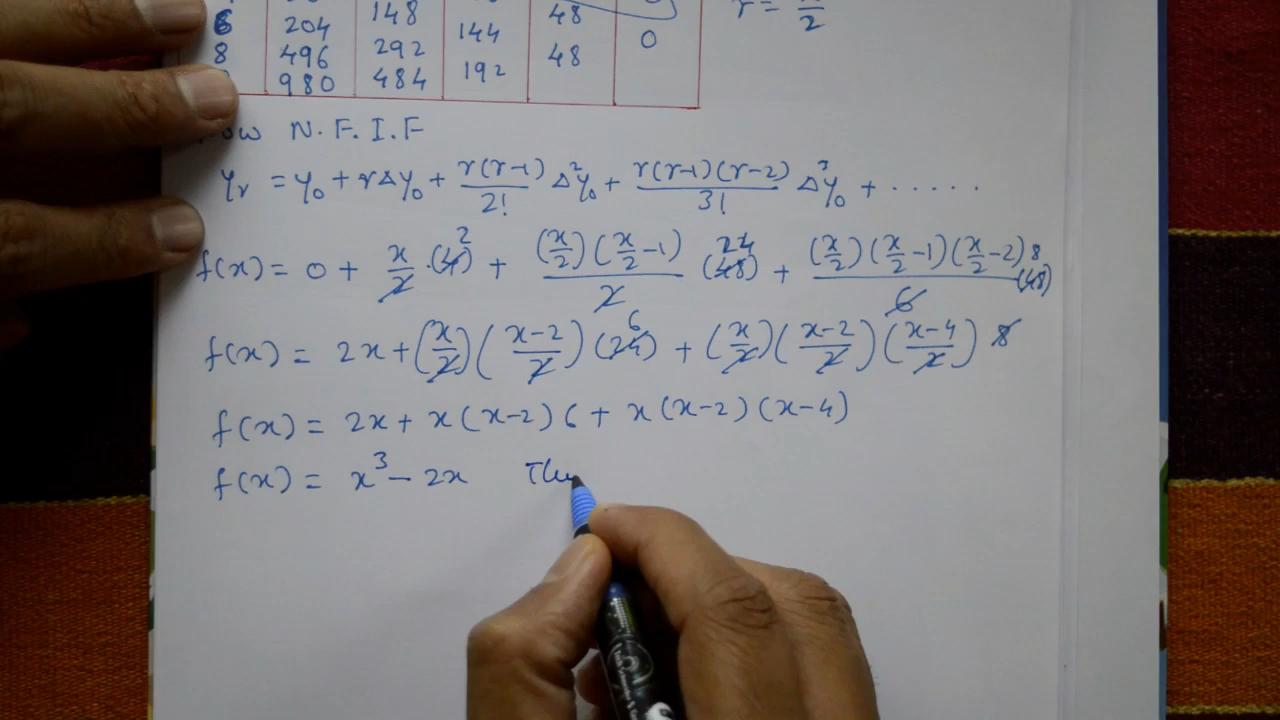 6 204 148 144 48 0
8 496 292 192 48
980 484
r = x/2
Now N.F.I.F
yᵣ = y₀ + rΔy₀ + r(r-1)/2! Δ²y₀ + r(r-1)(r-2)/3! Δ³y₀ + ......
f(x) = 0 + x/2 · (4) 2 + (x/2)(x/2 -1)/2 (48) 24 + (x/2)(x/2 -1)(x/2 -2)/6 (48) 8
f(x) = 2x + (x/2)((x-2)/2) (24) 6 + (x/2)((x-2)/2)((x-4)/2) 8
f(x) = 2x + x(x-2)6 + x(x-2)(x-4)
f(x) = x³ - 2x